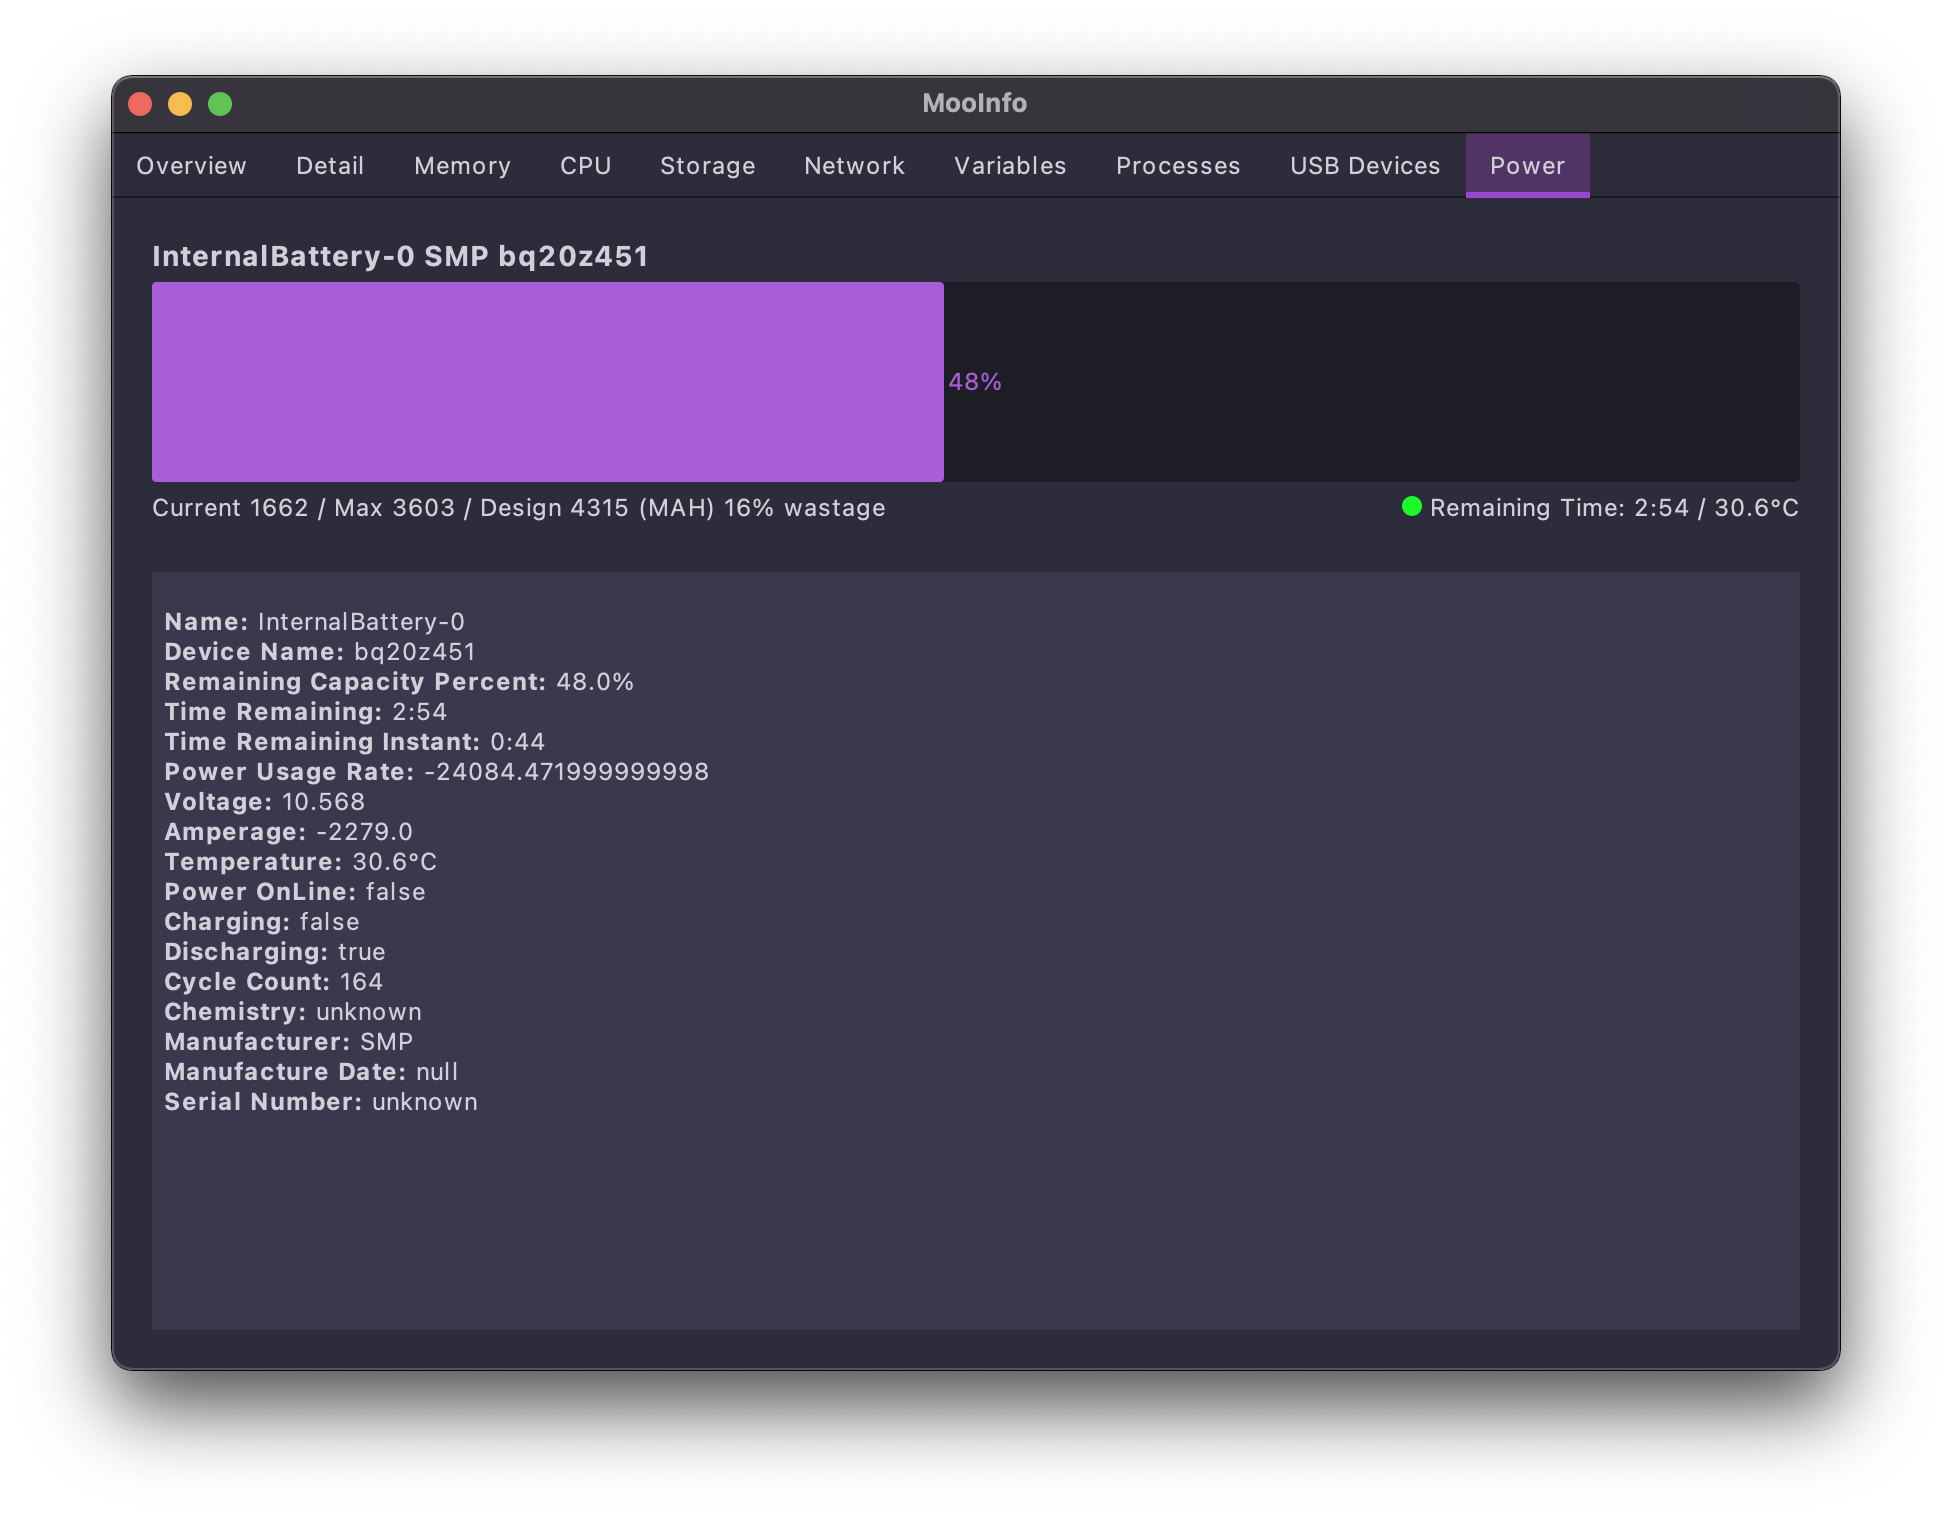 MooInfo
Overview Detail Memory CPU Storage Network Variables Processes USB Devices Power
InternalBattery-0 SMP bq20z451
48%
Current 1662 / Max 3603 / Design 4315 (MAH) 16% wastage Remaining Time: 2:54 / 30.6°C
Name: InternalBattery-0
Device Name: bq20z451
Remaining Capacity Percent: 48.0%
Time Remaining: 2:54
Time Remaining Instant: 0:44
Power Usage Rate: -24084.471999999998
Voltage: 10.568
Amperage: -2279.0
Temperature: 30.6°C
Power OnLine: false
Charging: false
Discharging: true
Cycle Count: 164
Chemistry: unknown
Manufacturer: SMP
Manufacture Date: null
Serial Number: unknown